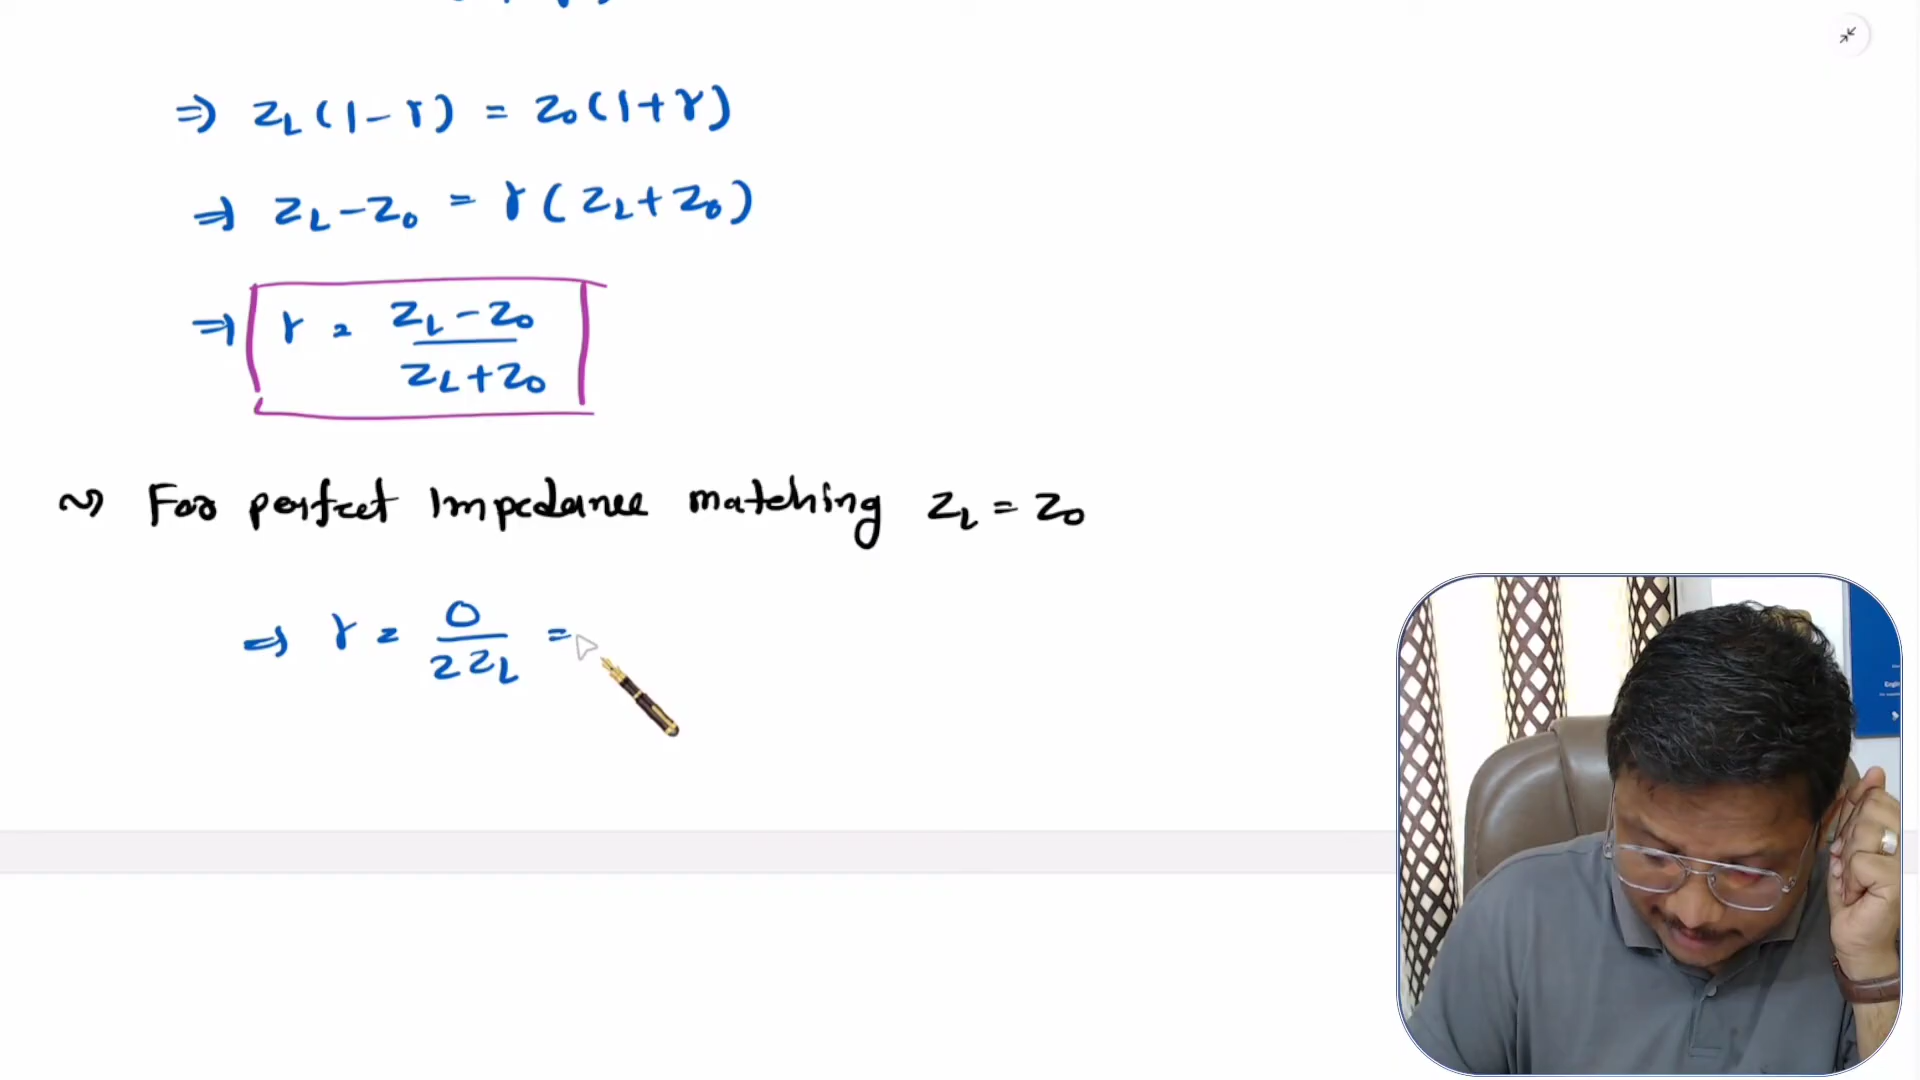 ⇒ Z_L (1 - r) = Z_0 (1 + r)
⇒ Z_L - Z_0 = r (Z_L + Z_0)
⇒ r = (Z_L - Z_0) / (Z_L + Z_0)
~> For perfect Impedance matching Z_L = Z_0
⇒ r = 0 / 2Z_L =